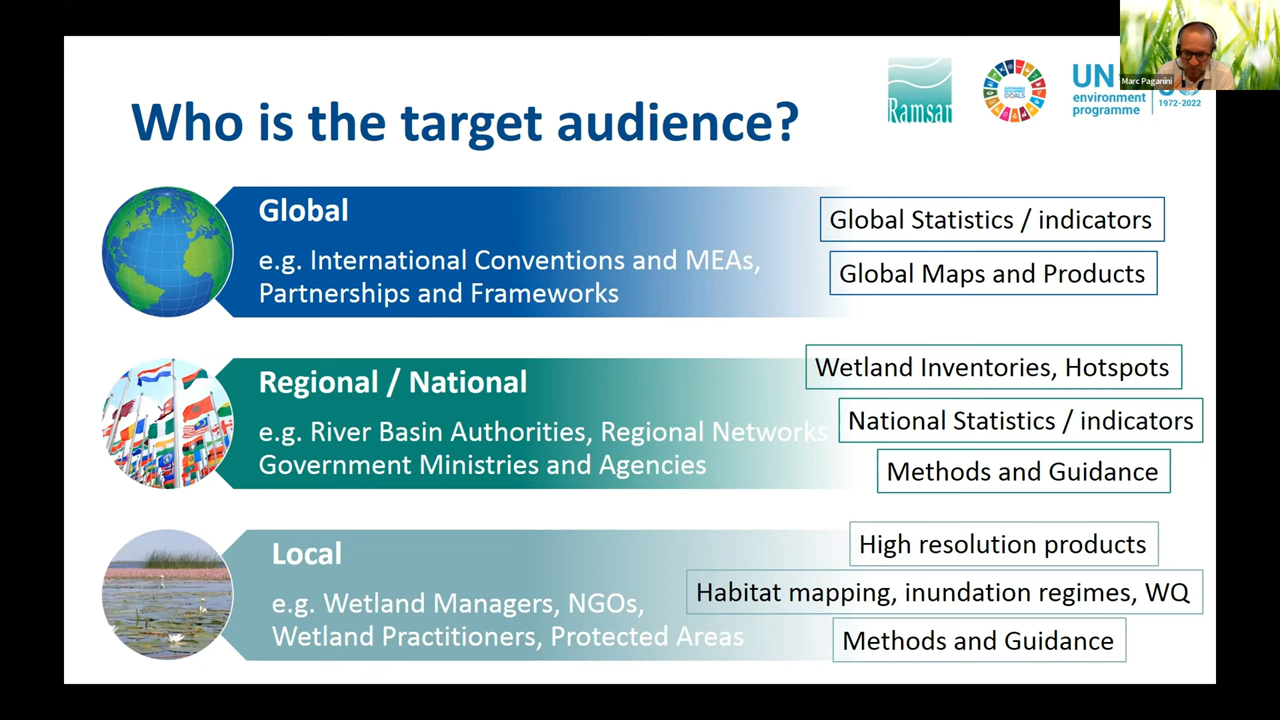 Marc Paganini
Ramsar
SUSTAINABLE
DEVELOPMENT
GOALS
UN
environment
programme
1972-2022
Who is the target audience?
Global
e.g. International Conventions and MEAs,
Partnerships and Frameworks
Global Statistics / indicators
Global Maps and Products
Regional / National
e.g. River Basin Authorities, Regional Networks
Government Ministries and Agencies
Wetland Inventories, Hotspots
National Statistics / indicators
Methods and Guidance
Local
e.g. Wetland Managers, NGOs,
Wetland Practitioners, Protected Areas
High resolution products
Habitat mapping, inundation regimes, WQ
Methods and Guidance